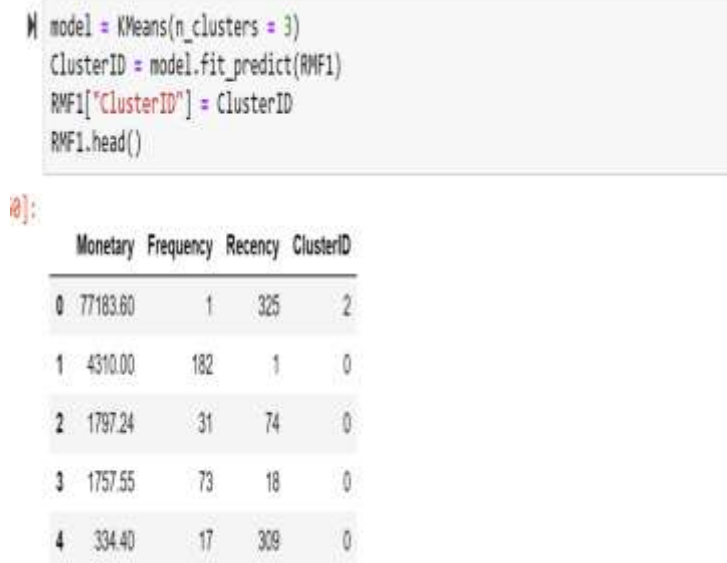 model = KMeans(n_clusters = 3)
ClusterID = model.fit_predict(RMF1)
RMF1["ClusterID"] = ClusterID
RMF1.head()
0]:
Monetary Frequency Recency ClusterID
0 77183.60 1 325 2
1 4310.00 182 1 0
2 1797.24 31 74 0
3 1757.55 73 18 0
4 334.40 17 309 0